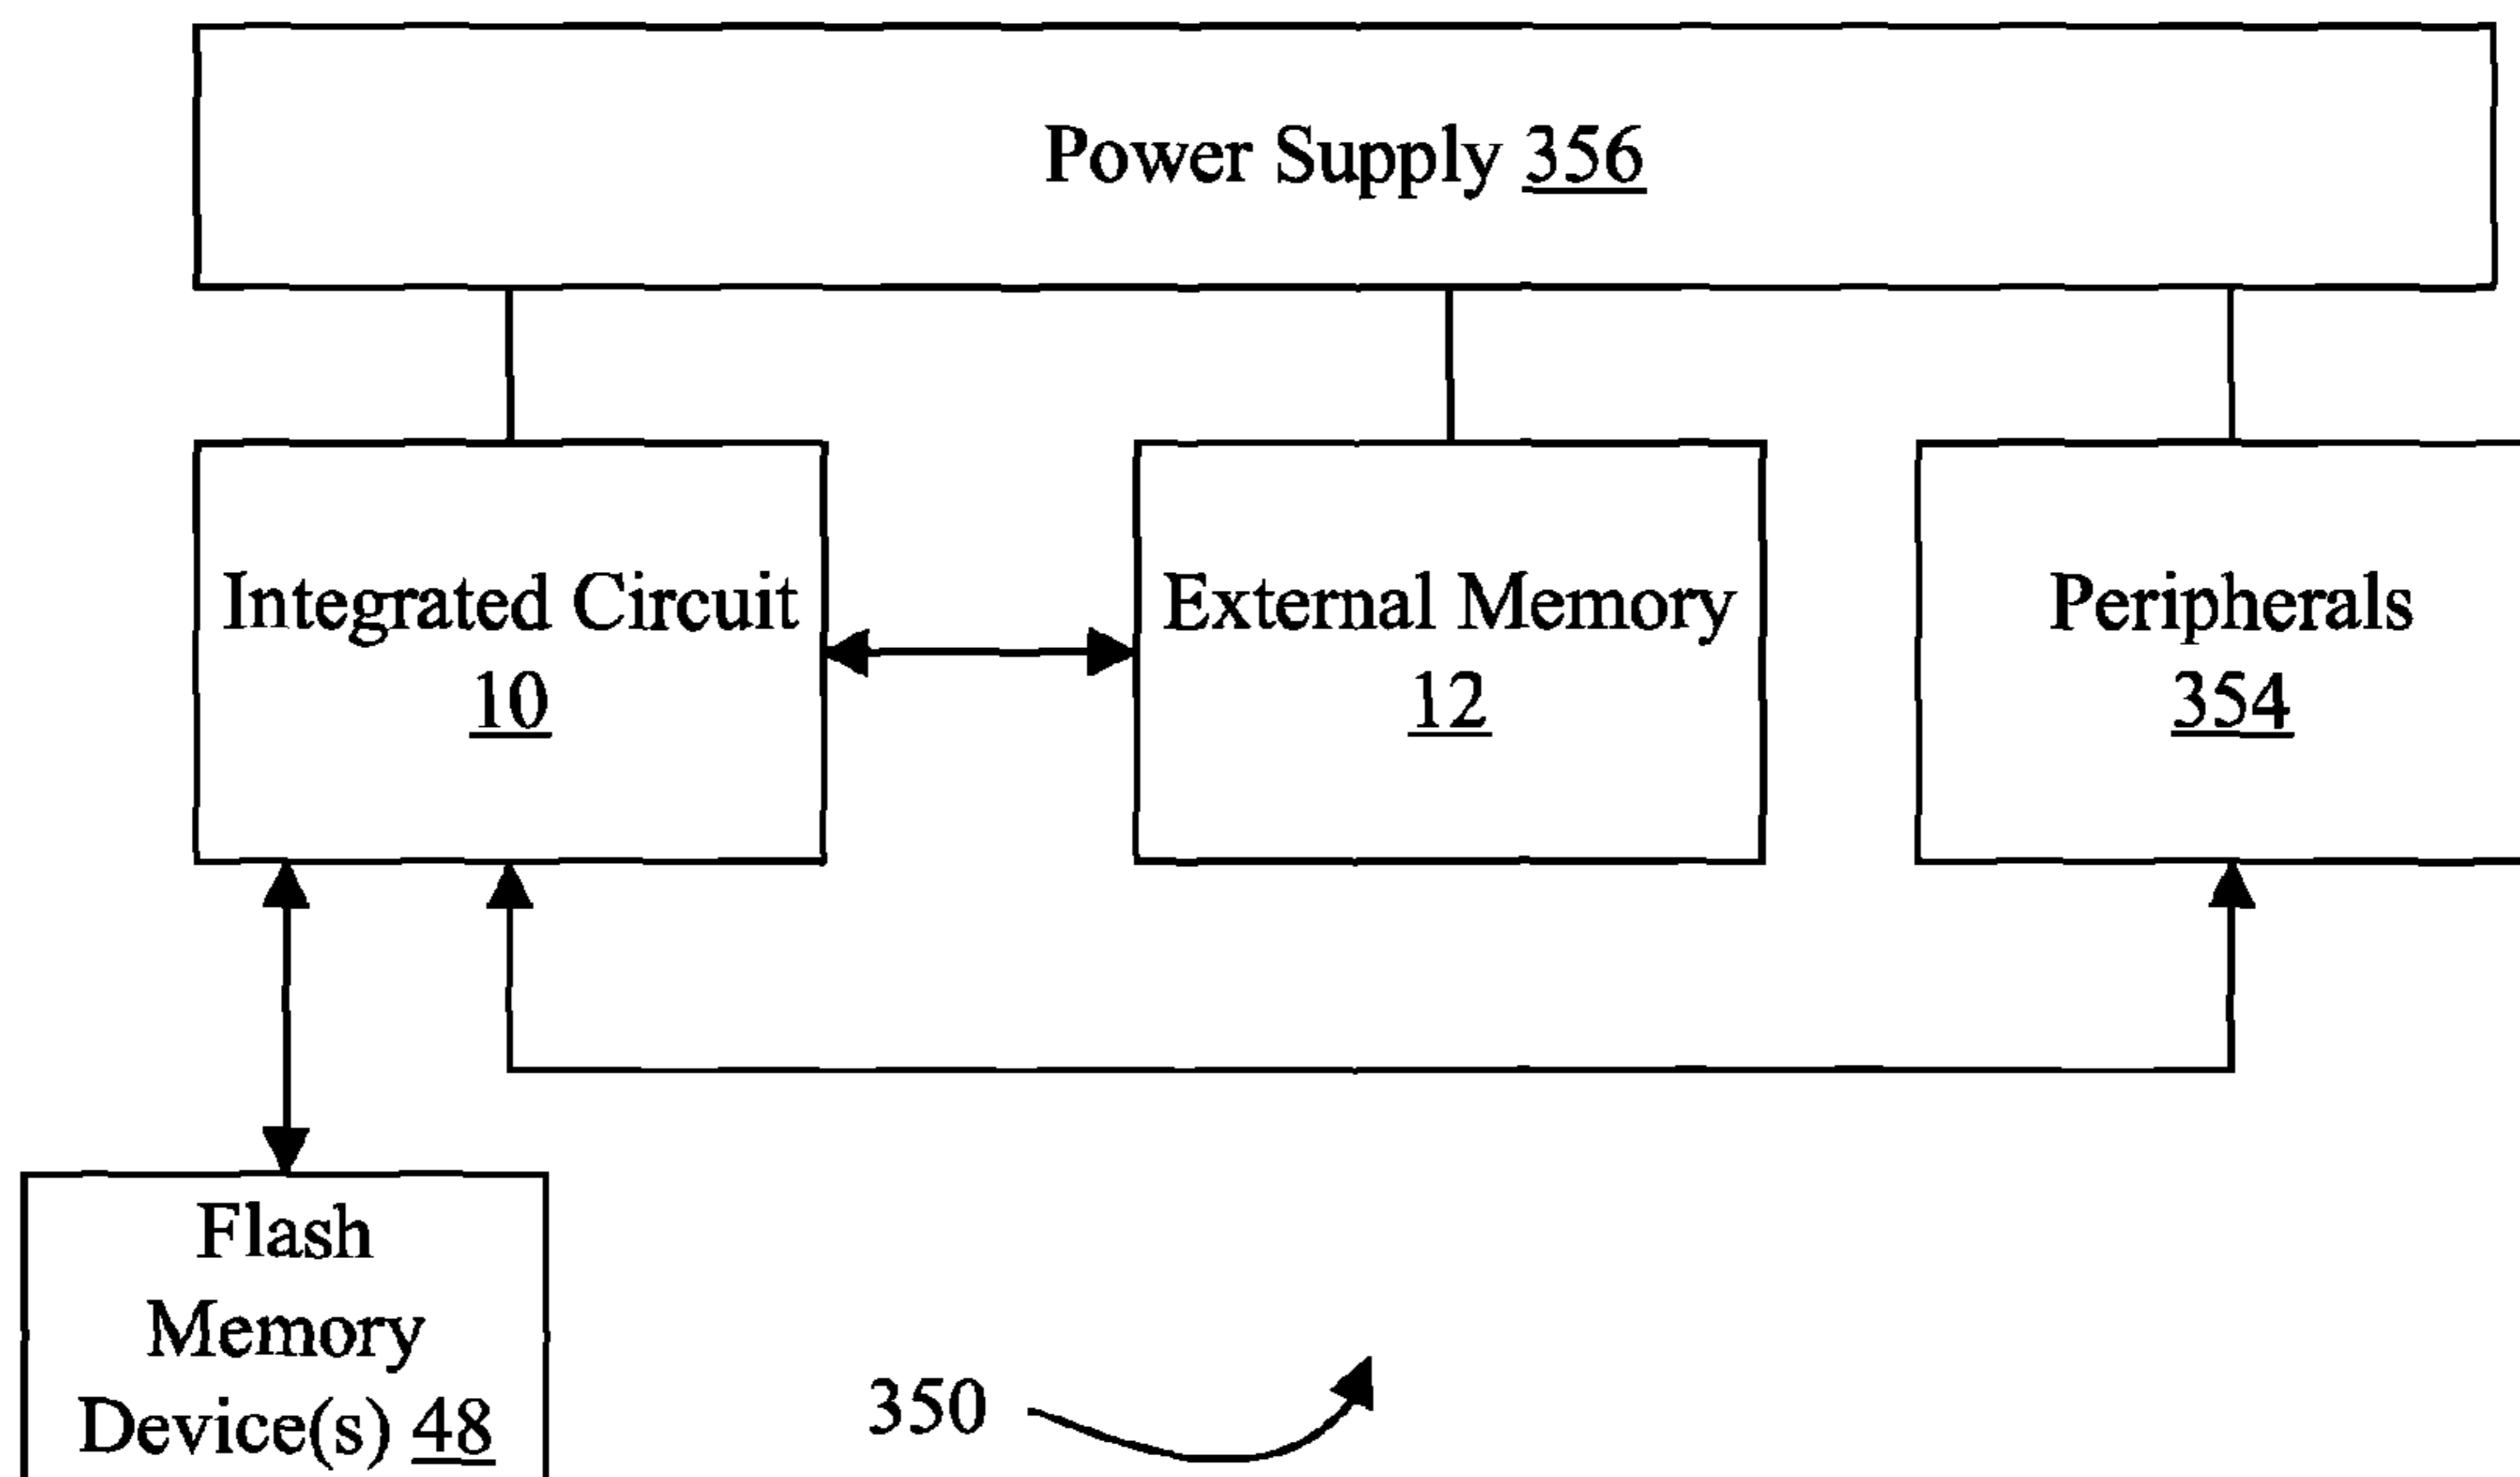 Power Supply 356
Integrated Circuit
10
External Memory
12
Peripherals
354
Flash
Memory
Device(s) 48
350